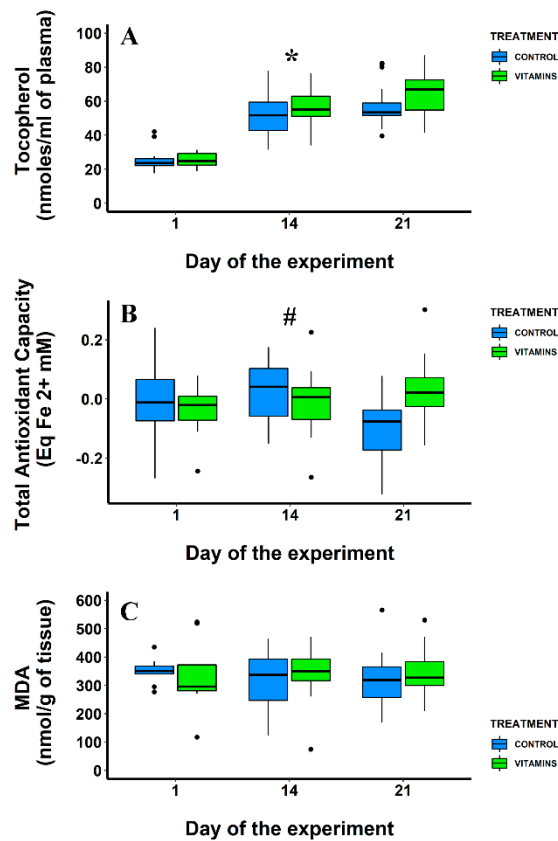 A
*
TREATMENT
CONTROL
VITAMINS
Tocopherol
(nmoles/ml of plasma)
100
80
60
40
20
0
1 14 21
Day of the experiment
B
#
TREATMENT
CONTROL
VITAMINS
Total Antioxidant Capacity
(Eq Fe 2+ mM)
0.2
0.0
-0.2
1 14 21
Day of the experiment
C
MDA
(nmol/g of tissue)
600
500
400
300
200
100
0
TREATMENT
CONTROL
VITAMINS
1 14 21
Day of the experiment